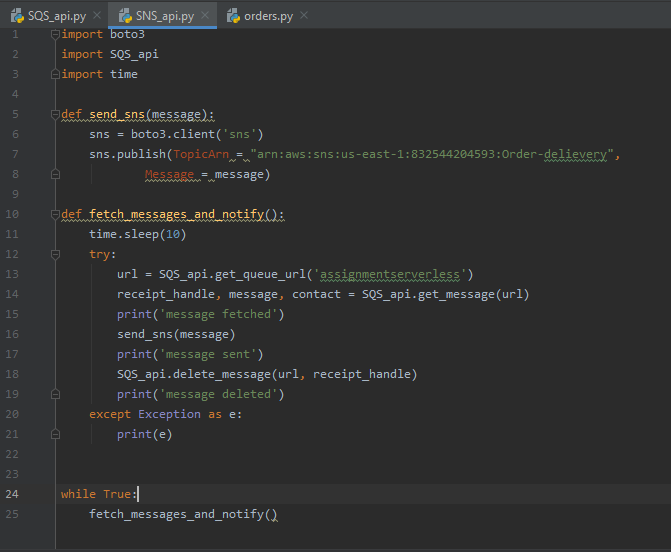 SQS_api.py SNS_api.py orders.py
1 import boto3
2 import SQS_api
3 import time
4
5 def send_sns(message):
6     sns = boto3.client('sns')
7     sns.publish(TopicArn = "arn:aws:sns:us-east-1:832544204593:Order-delievery",
8             Message = message)
9
10 def fetch_messages_and_notify():
11     time.sleep(10)
12     try:
13         url = SQS_api.get_queue_url('assignmentserverless')
14         receipt_handle, message, contact = SQS_api.get_message(url)
15         print('message fetched')
16         send_sns(message)
17         print('message sent')
18         SQS_api.delete_message(url, receipt_handle)
19         print('message deleted')
20     except Exception as e:
21         print(e)
22
23
24 while True:
25     fetch_messages_and_notify()